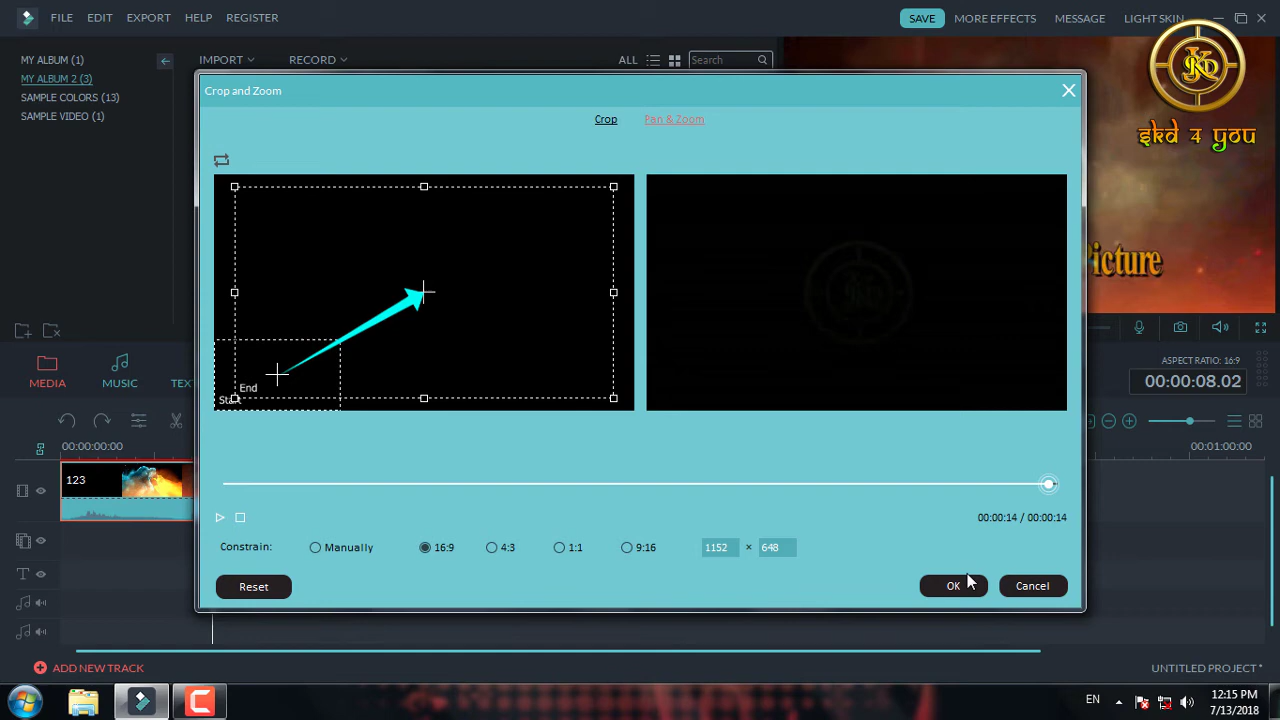 FILE EDIT EXPORT HELP REGISTER SAVE MORE EFFECTS MESSAGE LIGHT SKIN
MY ALBUM (1)
MY ALBUM 2 (3)
SAMPLE COLORS (13)
SAMPLE VIDEO (1)
IMPORT RECORD ALL Search
SKD
skd 4 you
Crop and Zoom
Crop Pan & Zoom
End
Start
Picture
MEDIA MUSIC
ASPECT RATIO: 16:9
00:00:08.02
00:00:00:00 00:01:00:00
123
00:00:14 / 00:00:14
Constrain: Manually 16:9 4:3 1:1 9:16 1152 × 648
Reset OK Cancel
ADD NEW TRACK UNTITLED PROJECT *
EN 12:15 PM
7/13/2018